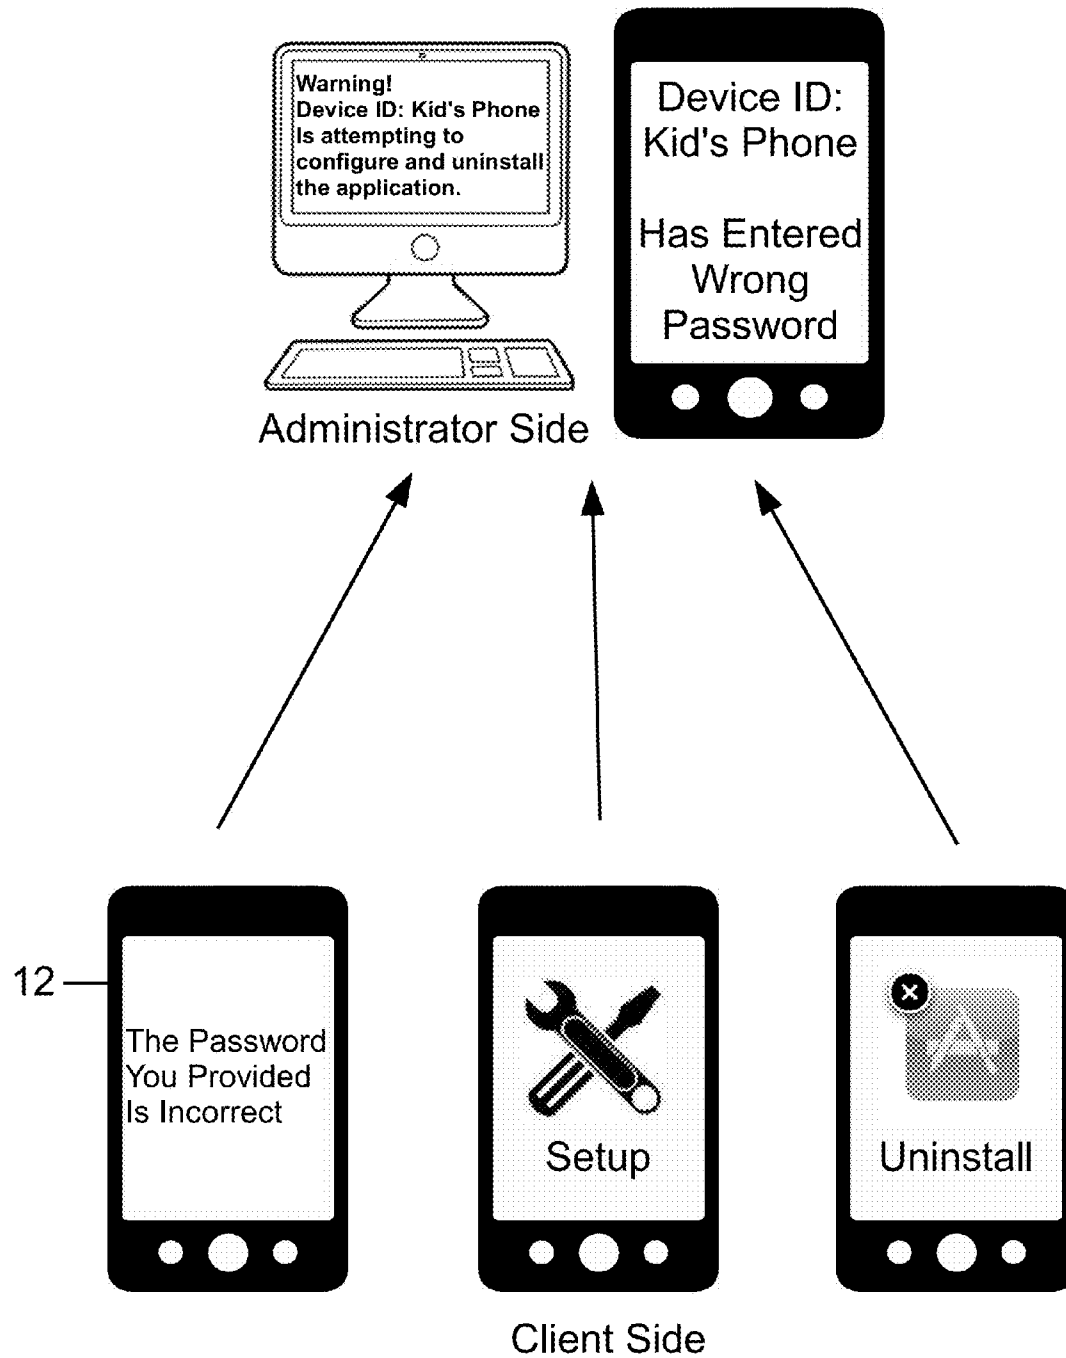 Warning!
Device ID: Kid's Phone
Is attempting to
configure and uninstall
the application.
Device ID:
Kid's Phone
Has Entered
Wrong
Password
Administrator Side
12
The Password
You Provided
Is Incorrect
Setup
Uninstall
Client Side